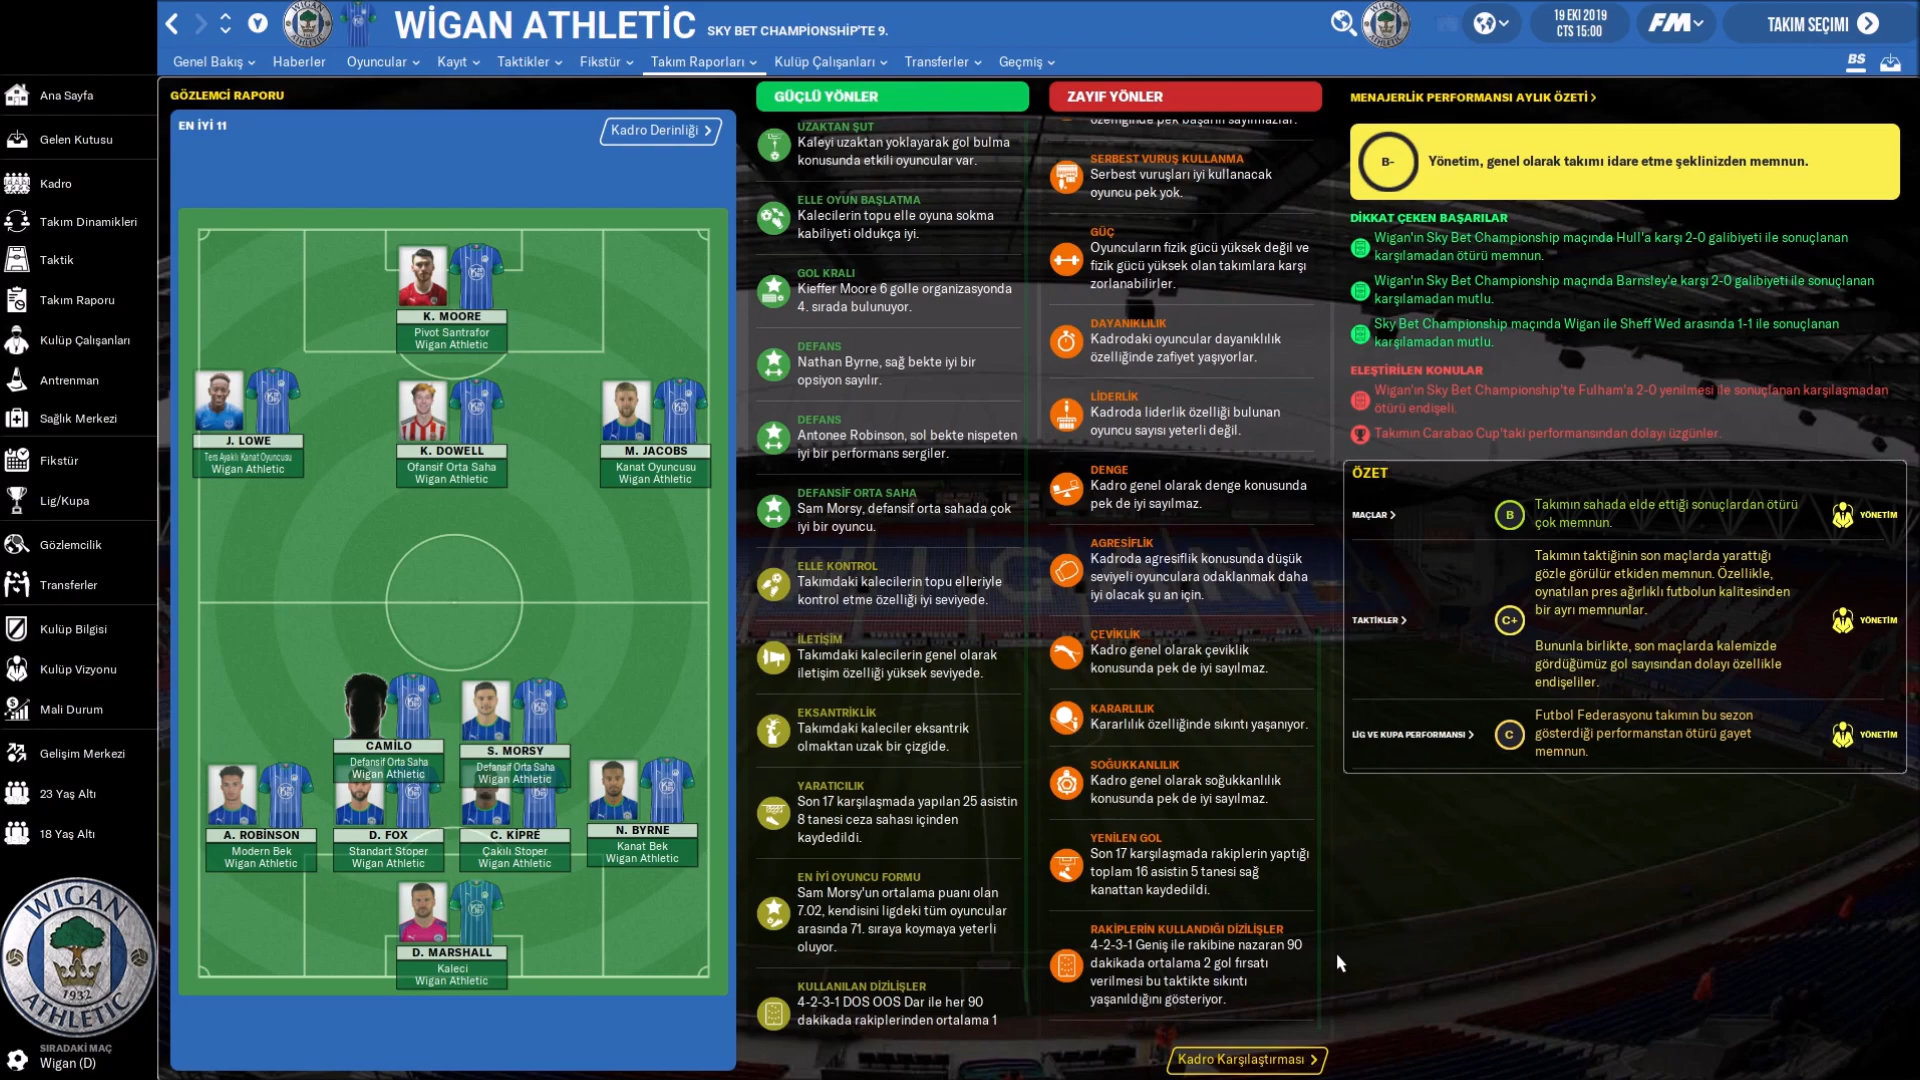 WİGAN ATHLETİC
SKY BET CHAMPİONSHİP'TE 9.
19 EKI 2019
CTS 15:00
FM
TAKIM SEÇIMI
Genel Bakış
Haberler
Oyuncular
Kayıt
Taktikler
Fikstür
Takım Raporları
Kulüp Çalışanları
Transferler
Geçmiş
BS
Ana Sayfa
Gelen Kutusu
Kadro
Takım Dinamikleri
Taktik
Takım Raporu
Kulüp Çalışanları
Antrenman
Sağlık Merkezi
Fikstür
Lig/Kupa
Gözlemcilik
Transferler
Kulüp Bilgisi
Kulüp Vizyonu
Mali Durum
Gelişim Merkezi
23 Yaş Altı
18 Yaş Altı
WIGAN
1932
ATHLETIC
SIRADAKİ MAÇ
Wigan (D)
GÖZLEMCİ RAPORU
EN İYİ 11
Kadro Derinliği
K. MOORE
Pivot Santrafor
Wigan Athletic
J. LOWE
Ters Ayaklı Kanat Oyuncusu
Wigan Athletic
K. DOWELL
Ofansif Orta Saha
Wigan Athletic
M. JACOBS
Kanat Oyuncusu
Wigan Athletic
CAMİLO
Defansif Orta Saha
Wigan Athletic
S. MORSY
Defansif Orta Saha
Wigan Athletic
A. ROBİNSON
Modern Bek
Wigan Athletic
D. FOX
Standart Stoper
Wigan Athletic
C. KİPRÉ
Çakılı Stoper
Wigan Athletic
N. BYRNE
Kanat Bek
Wigan Athletic
D. MARSHALL
Kaleci
Wigan Athletic
GÜÇLÜ YÖNLER
UZAKTAN ŞUT
Kaleyi uzaktan yoklayarak gol bulma
konusunda etkili oyuncular var.
ELLE OYUN BAŞLATMA
Kalecilerin topu elle oyuna sokma
kabiliyeti oldukça iyi.
GOL KRALI
Kieffer Moore 6 golle organizasyonda
4. sırada bulunuyor.
DEFANS
Nathan Byrne, sağ bekte iyi bir
opsiyon sayılır.
DEFANS
Antonee Robinson, sol bekte nispeten
iyi bir performans sergiler.
DEFANSİF ORTA SAHA
Sam Morsy, defansif orta sahada çok
iyi bir oyuncu.
ELLE KONTROL
Takımdaki kalecilerin topu elleriyle
kontrol etme özelliği iyi seviyede.
İLETİŞİM
Takımdaki kalecilerin genel olarak
iletişim özelliği yüksek seviyede.
EKSANTRİKLİK
Takımdaki kaleciler eksantrik
olmaktan uzak bir çizgide.
YARATICILIK
Son 17 karşılaşmada yapılan 25 asistin
8 tanesi ceza sahası içinden
kaydedildi.
EN İYİ OYUNCU FORMU
Sam Morsy'un ortalama puanı olan
7.02, kendisini ligdeki tüm oyuncular
arasında 71. sıraya koymaya yeterli
oluyor.
KULLANILAN DİZİLİŞLER
4-2-3-1 DOS OOS Dar ile her 90
dakikada rakiplerinden ortalama 1
ZAYIF YÖNLER
özelliğinde pek başarılı sayılmazlar.
SERBEST VURUŞ KULLANMA
Serbest vuruşları iyi kullanacak
oyuncu pek yok.
GÜÇ
Oyuncuların fizik gücü yüksek değil ve
fizik gücü yüksek olan takımlara karşı
zorlanabilirler.
DAYANIKLILIK
Kadrodaki oyuncular dayanıklılık
özelliğinde zafiyet yaşıyorlar.
LİDERLİK
Kadroda liderlik özelliği bulunan
oyuncu sayısı yeterli değil.
DENGE
Kadro genel olarak denge konusunda
pek de iyi sayılmaz.
AGRESİFLİK
Kadroda agresiflik konusunda düşük
seviyeli oyunculara odaklanmak daha
iyi olacak şu an için.
ÇEVİKLİK
Kadro genel olarak çeviklik
konusunda pek de iyi sayılmaz.
KARARLILIK
Kararlılık özelliğinde sıkıntı yaşanıyor.
SOĞUKKANLILIK
Kadro genel olarak soğukkanlılık
konusunda pek de iyi sayılmaz.
YENİLEN GOL
Son 17 karşılaşmada rakiplerin yaptığı
toplam 16 asistin 5 tanesi sağ
kanattan kaydedildi.
RAKİPLERİN KULLANDIĞI DİZİLİŞLER
4-2-3-1 Geniş ile rakibine nazaran 90
dakikada ortalama 2 gol fırsatı
verilmesi bu taktikte sıkıntı
yaşanıldığını gösteriyor.
Kadro Karşılaştırması
MENAJERLİK PERFORMANSI AYLIK ÖZETİ
B-
Yönetim, genel olarak takımı idare etme şeklinizden memnun.
DİKKAT ÇEKEN BAŞARILAR
Wigan'ın Sky Bet Championship maçında Hull'a karşı 2-0 galibiyeti ile sonuçlanan
karşılamadan ötürü memnun.
Wigan'ın Sky Bet Championship maçında Barnsley'e karşı 2-0 galibiyeti ile sonuçlanan
karşılamadan mutlu.
Sky Bet Championship maçında Wigan ile Sheff Wed arasında 1-1 ile sonuçlanan
karşılamadan mutlu.
ELEŞTİRİLEN KONULAR
Wigan'ın Sky Bet Championship'te Fulham'a 2-0 yenilmesi ile sonuçlanan karşılaşmadan
ötürü endişeli.
Takımın Carabao Cup'taki performansından dolayı üzgünler.
ÖZET
MAÇLAR
B
Takımın sahada elde ettiği sonuçlardan ötürü
çok memnun.
YÖNETİM
TAKTİKLER
C+
Takımın taktiğinin son maçlarda yarattığı
gözle görülür etkiden memnun. Özellikle,
oynatılan pres ağırlıklı futbolun kalitesinden
bir ayrı memnunlar.
Bununla birlikte, son maçlarda kalemizde
gördüğümüz gol sayısından dolayı özellikle
endişeliler.
YÖNETİM
LİG VE KUPA PERFORMANSI
C
Futbol Federasyonu takımın bu sezon
gösterdiği performanstan ötürü gayet
memnun.
YÖNETİM